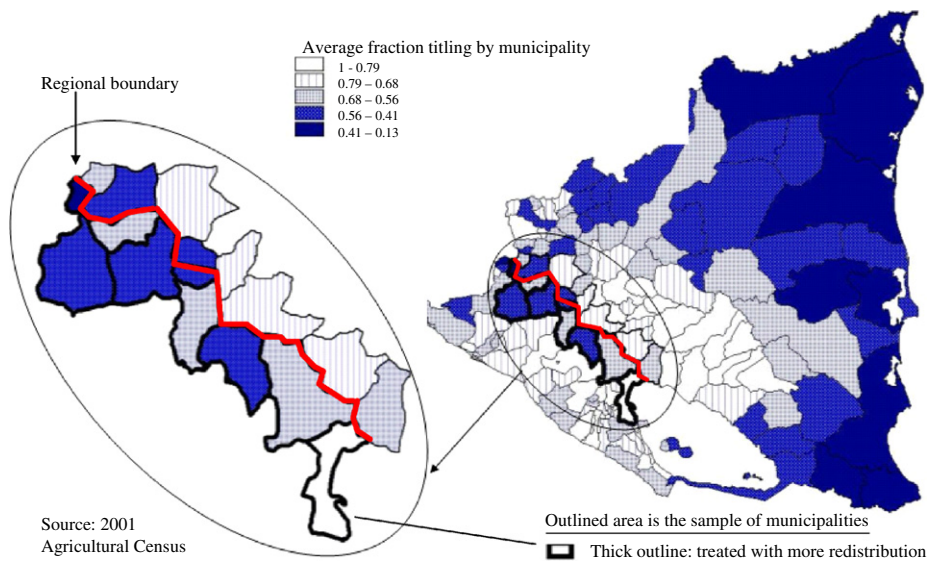 Average fraction titling by municipality
1 - 0.79
0.79 – 0.68
0.68 - 0.56
0.56 - 0.41
0.41 – 0.13
Regional boundary
Source: 2001
Agricultural Census
Outlined area is the sample of municipalities
Thick outline: treated with more redistribution